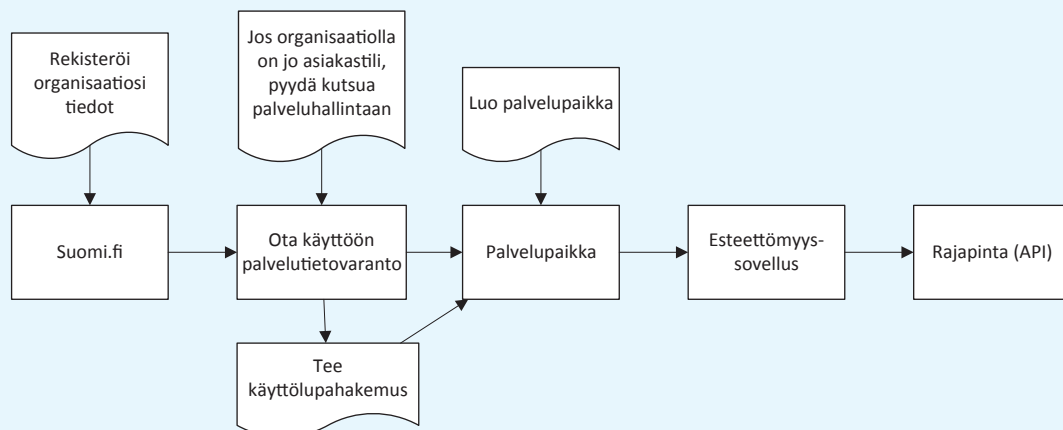 Rekisteröi
organisaatiosi
tiedot
Jos organisaatiolla
on jo asiakastili,
pyydä kutsua
palveluhallintaan
Luo palvelupaikka
Suomi.fi
Ota käyttöön
palvelutietovaranto
Palvelupaikka
Esteettömyys-
sovellus
Rajapinta (API)
Tee
käyttölupahakemus